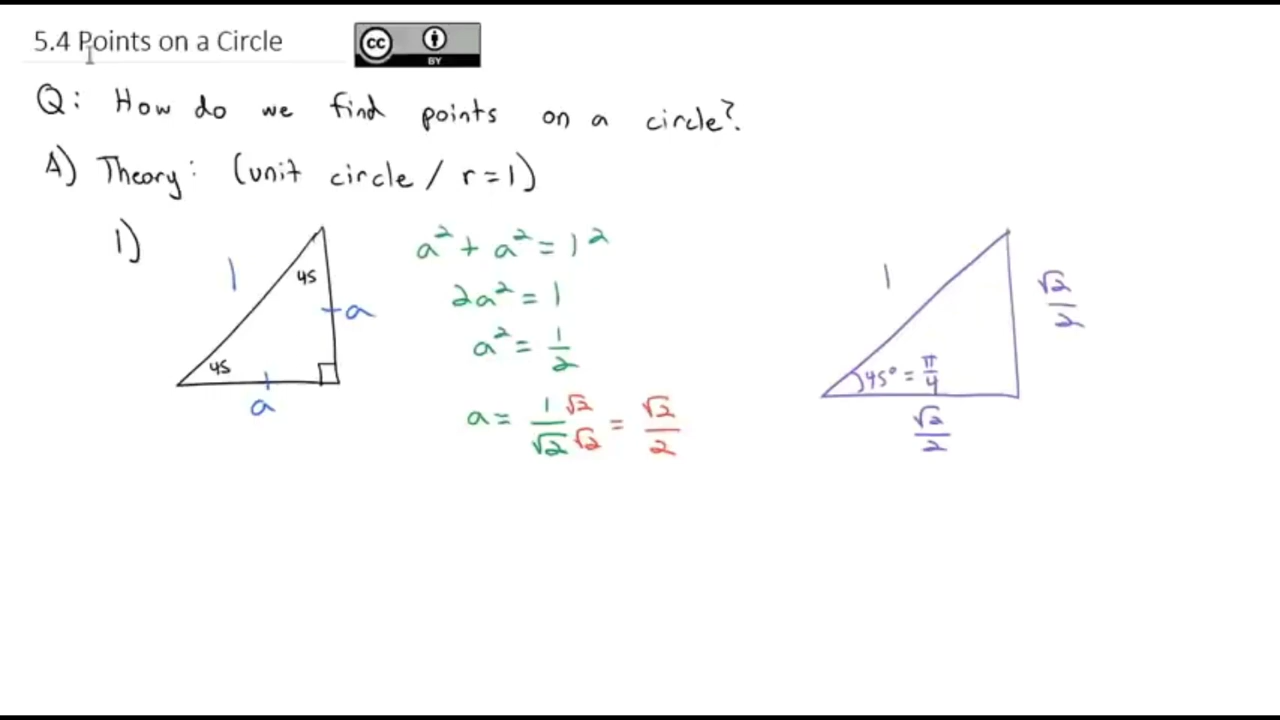 5.4 Points on a Circle
cc BY
Q: How do we find points on a circle?
A) Theory: (unit circle / r=1)
1)
1
45
a
45
a
a² + a² = 1²
2a² = 1
a² = 1/2
a = 1/√2 √2/√2 = √2/2
1
√2/2
45° = π/4
√2/2